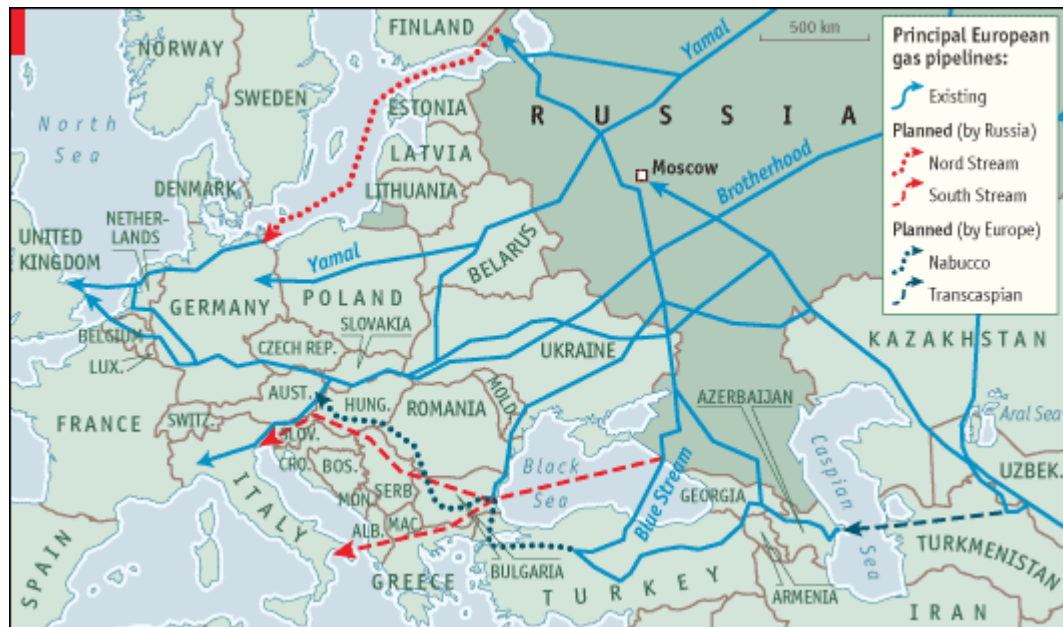 FINLAND
NORWAY
SWEDEN
ESTONIA
LATVIA
LITHUANIA
DENMARK
North
Sea
NETHER-
LANDS
UNITED
KINGDOM
GERMANY
POLAND
Yamal
BELARUS
BELGIUM
LUX.
CZECH REP.
SLOVAKIA
UKRAINE
FRANCE
SWITZ.
AUST.
HUNG.
ROMANIA
MOLD.
SLOV.
CRO.
BOS.
SERB
MON.
ALB.
MAC.
ITALY
SPAIN
GREECE
BULGARIA
Black
Sea
Blue Stream
TURKEY
GEORGIA
ARMENIA
AZERBAIJAN
Caspian
Sea
RUSSIA
Moscow
Yamal
Brotherhood
500 km
KAZAKHSTAN
Aral Sea
UZBEK.
TURKMENISTAN
IRAN
Principal European
gas pipelines:
Existing
Planned (by Russia)
Nord Stream
South Stream
Planned (by Europe)
Nabucco
Transcaspian